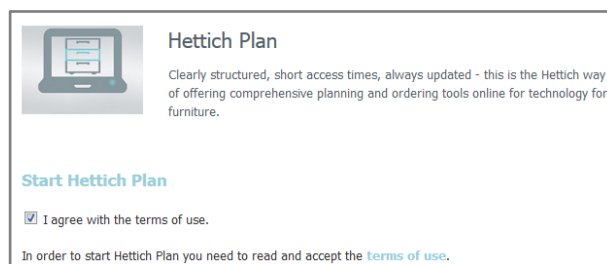 Hettich Plan
Clearly structured, short access times, always updated - this is the Hettich way
of offering comprehensive planning and ordering tools online for technology for
furniture.
Start Hettich Plan
I agree with the terms of use.
In order to start Hettich Plan you need to read and accept the terms of use.